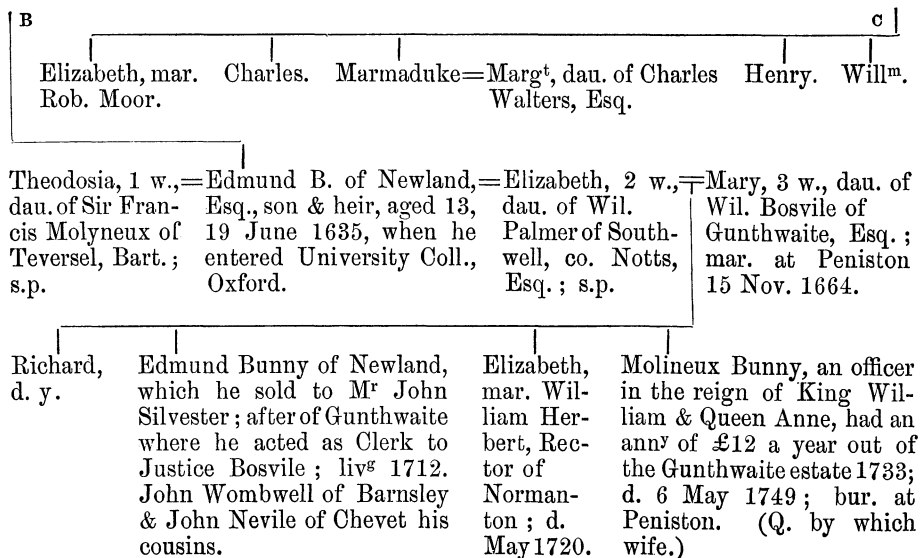 B C
Elizabeth, mar.
Rob. Moor.
Charles.
Marmaduke=Margᵗ, dau. of Charles
Walters, Esq.
Henry.
Willᵐ.
Theodosia, 1 w.,=
dau. of Sir Fran-
cis Molyneux of
Teversel, Bart. ;
s.p.
Edmund B. of Newland,=
Esq., son & heir, aged 13,
19 June 1635, when he
entered University Coll.,
Oxford.
Elizabeth, 2 w.,=
dau. of Wil.
Palmer of South-
well, co. Notts,
Esq. ; s.p.
Mary, 3 w., dau. of
Wil. Bosvile of
Gunthwaite, Esq. ;
mar. at Peniston
15 Nov. 1664.
Richard,
d. y.
Edmund Bunny of Newland,
which he sold to Mʳ John
Silvester ; after of Gunthwaite
where he acted as Clerk to
Justice Bosvile ; livᵍ 1712.
John Wombwell of Barnsley
& John Nevile of Chevet his
cousins.
Elizabeth,
mar. Wil-
liam Her-
bert, Rec-
tor of
Norman-
ton ; d.
May 1720.
Molineux Bunny, an officer
in the reign of King Wil-
liam & Queen Anne, had an
annʸ of £12 a year out of
the Gunthwaite estate 1733;
d. 6 May 1749 ; bur. at
Peniston. (Q. by which
wife.)